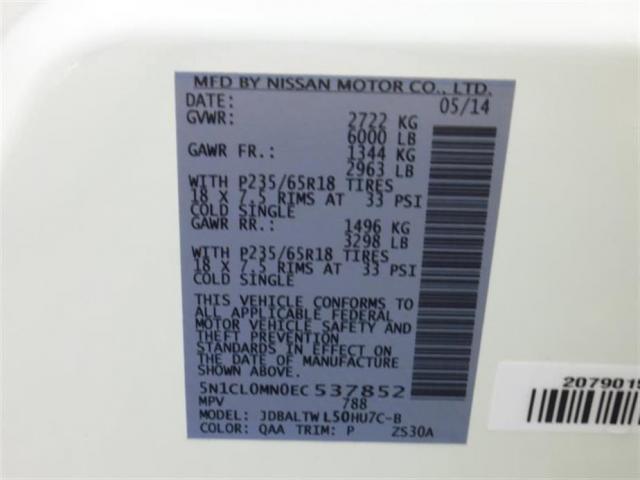 MFD BY NISSAN MOTOR CO., LTD.
DATE: 05/14
GVWR: 2722 KG
6000 LB
GAWR FR.: 1344 KG
2963 LB
WITH P235/65R18 TIRES
18 X 7.5 RIMS AT 33 PSI
COLD SINGLE
GAWR RR.: 1496 KG
3298 LB
WITH P235/65R18 TIRES
18 X 7.5 RIMS AT 33 PSI
COLD SINGLE
THIS VEHICLE CONFORMS TO
ALL APPLICABLE FEDERAL
MOTOR VEHICLE SAFETY AND
THEFT PREVENTION
STANDARDS IN EFFECT ON
THE DATE OF MANUFACTURE
SHOWN ABOVE.
5N1CL0MN0EC537852
MPV 788
MODEL: JDBALTWL50HU7C-B
COLOR: QAA TRIM: P ZS30A
2079015